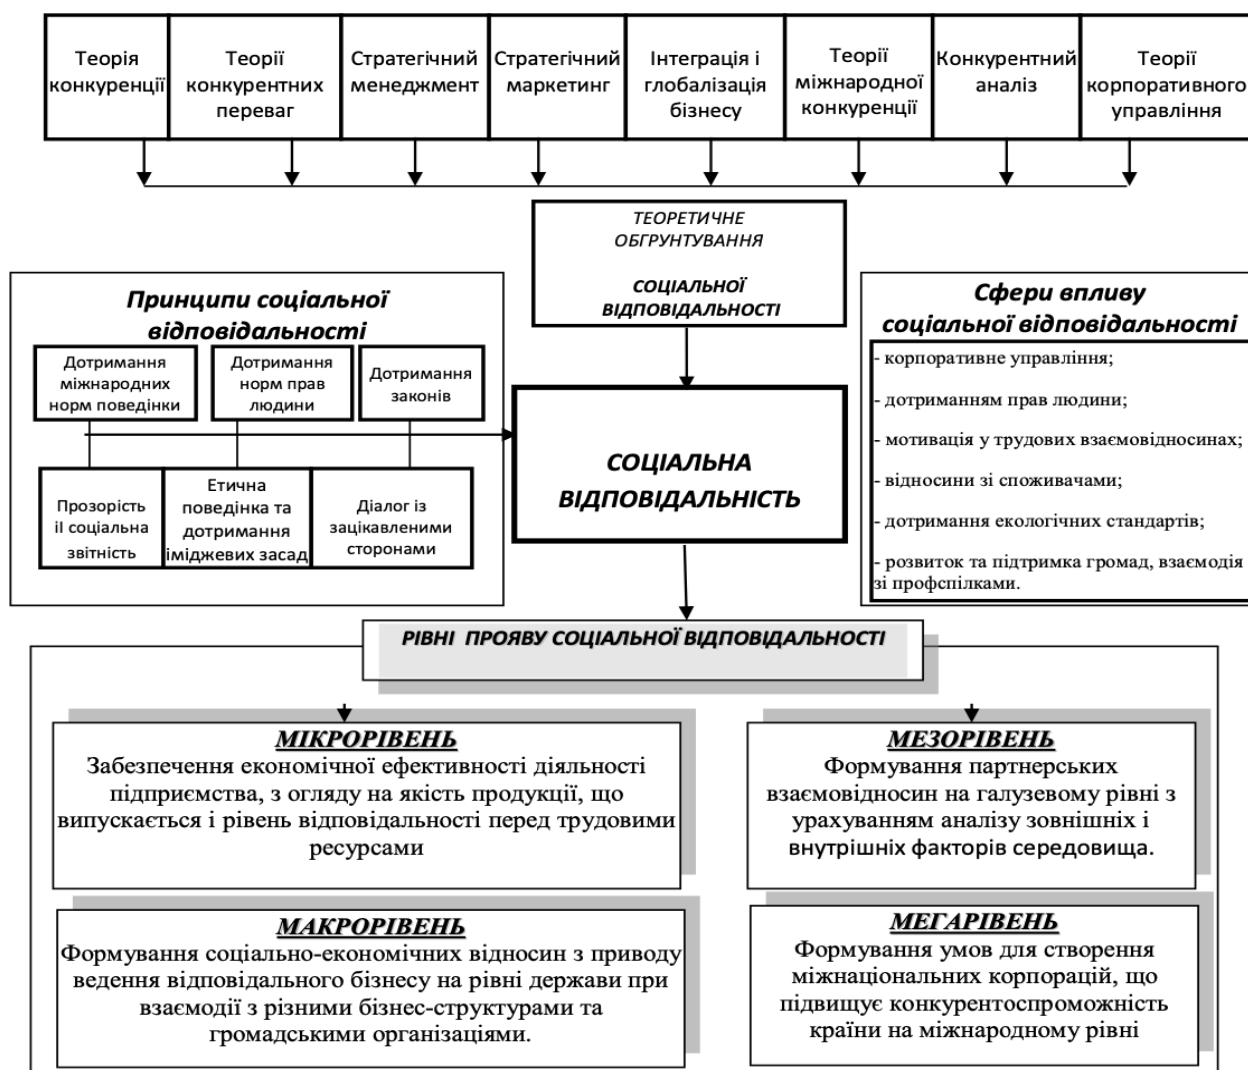 Теорія
конкуренції
Теорії
конкурентних
переваг
Стратегічний
менеджмент
Стратегічний
маркетинг
Інтеграція і
глобалізація
бізнесу
Теорії
міжнародної
конкуренції
Конкурентний
аналіз
Теорії
корпоративного
управління
ТЕОРЕТИЧНЕ
ОБГРУНТУВАННЯ
СОЦІАЛЬНОЇ
ВІДПОВІДАЛЬНОСТІ
Принципи соціальної
відповідальності
Дотримання
міжнародних
норм поведінки
Дотримання
норм прав
людини
Дотримання
законів
Прозорість
ії соціальна
звітність
Етична
поведінка та
дотримання
іміджевих засад
Діалог із
зацікавленими
сторонами
СОЦІАЛЬНА
ВІДПОВІДАЛЬНІСТЬ
Сфери впливу
соціальної відповідальності
- корпоративне управління;
- дотриманням прав людини;
- мотивація у трудових взаємовідносинах;
- відносини зі споживачами;
- дотримання екологічних стандартів;
- розвиток та підтримка громад, взаємодія
зі профспілками.
РІВНІ ПРОЯВУ СОЦІАЛЬНОЇ ВІДПОВІДАЛЬНОСТІ
МІКРОРІВЕНЬ
Забезпечення економічної ефективності діяльності
підприємства, з огляду на якість продукції, що
випускається і рівень відповідальності перед трудовими
ресурсами
МЕЗОРІВЕНЬ
Формування партнерських
взаємовідносин на галузевому рівні з
урахуванням аналізу зовнішніх і
внутрішніх факторів середовища.
МАКРОРІВЕНЬ
Формування соціально-економічних відносин з приводу
ведення відповідального бізнесу на рівні держави при
взаємодії з різними бізнес-структурами та
громадськими організаціями.
МЕГАРІВЕНЬ
Формування умов для створення
міжнаціональних корпорацій, що
підвищує конкурентоспроможність
країни на міжнародному рівні